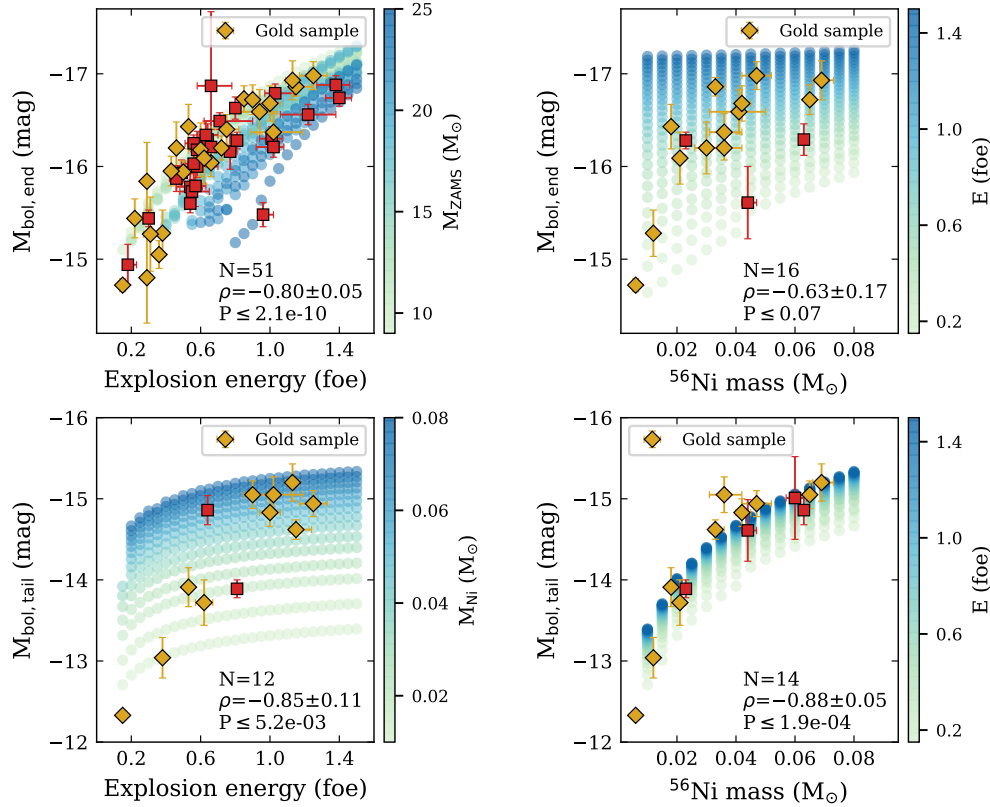 Gold sample
−17
−16
−15
M_bol, end (mag)
N=51
ρ=−0.80±0.05
P ≤ 2.1e-10
0.2 0.6 1.0 1.4
Explosion energy (foe)
25
20
15
10
M_ZAMS (M_⊙)
Gold sample
−17
−16
−15
M_bol, end (mag)
N=16
ρ=−0.63±0.17
P ≤ 0.07
0.02 0.04 0.06 0.08
⁵⁶Ni mass (M_⊙)
1.4
1.0
0.6
0.2
E (foe)
Gold sample
−16
−15
−14
−13
−12
M_bol, tail (mag)
N=12
ρ=−0.85±0.11
P ≤ 5.2e-03
0.2 0.6 1.0 1.4
Explosion energy (foe)
0.08
0.06
0.04
0.02
M_Ni (M_⊙)
Gold sample
−16
−15
−14
−13
−12
M_bol, tail (mag)
N=14
ρ=−0.88±0.05
P ≤ 1.9e-04
0.02 0.04 0.06 0.08
⁵⁶Ni mass (M_⊙)
1.4
1.0
0.6
0.2
E (foe)